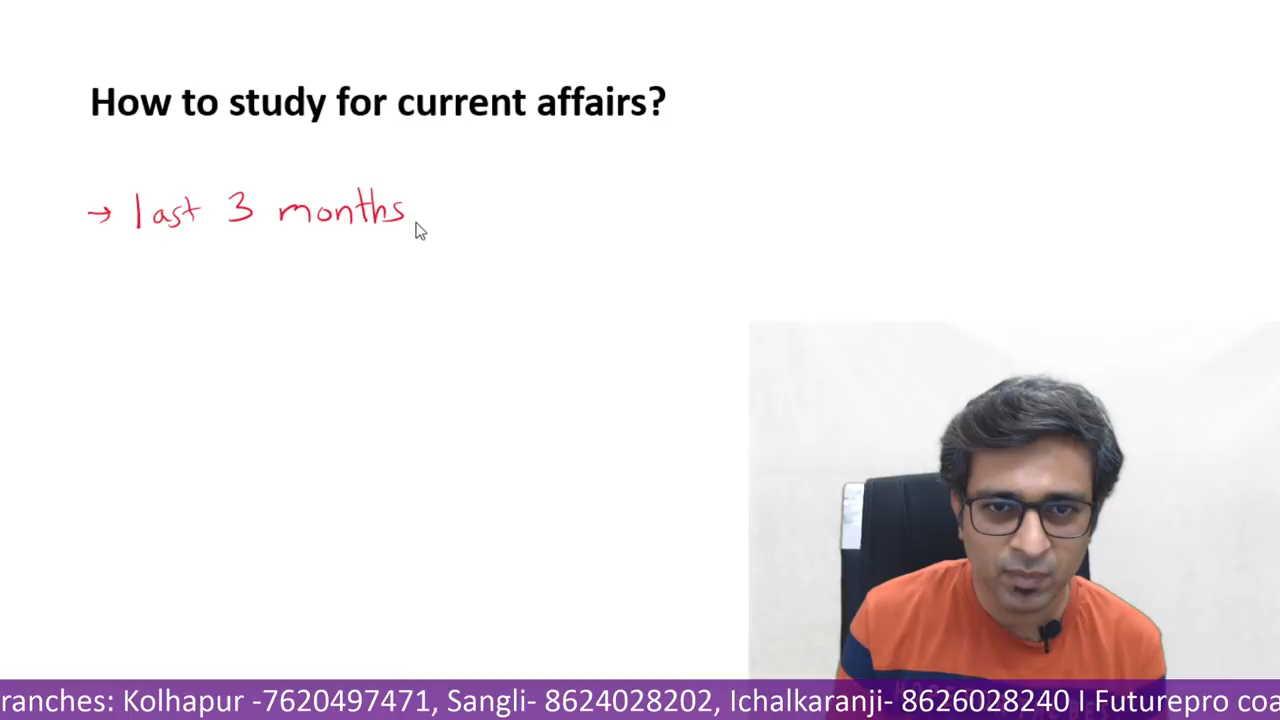 How to study for current affairs?
→ last 3 months
ranches: Kolhapur -7620497471, Sangli- 8624028202, Ichalkaranji- 8626028240 I Futurepro coa